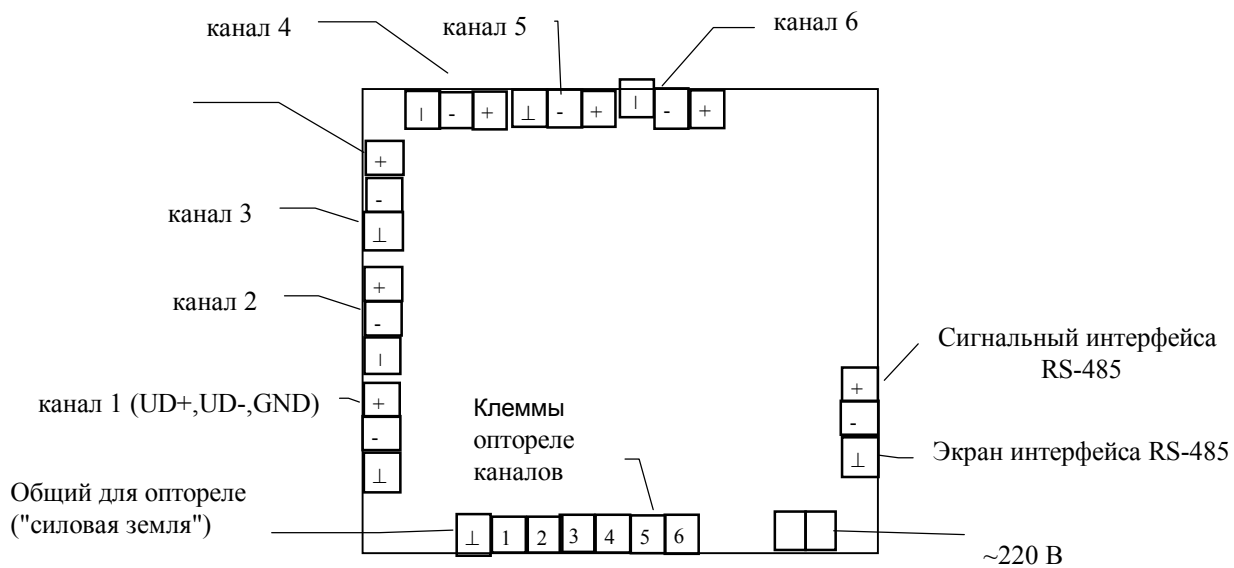 канал 4
канал 5
канал 6
| - + ⊥ - + | - +
+
-
⊥
канал 3
+
-
|
канал 2
+
-
⊥
канал 1 (UD+,UD-,GND)
Сигнальный интерфейса
RS-485
+
-
⊥
Экран интерфейса RS-485
Клеммы
оптореле
каналов
Общий для оптореле
("силовая земля")
⊥ 1 2 3 4 5 6
~220 В